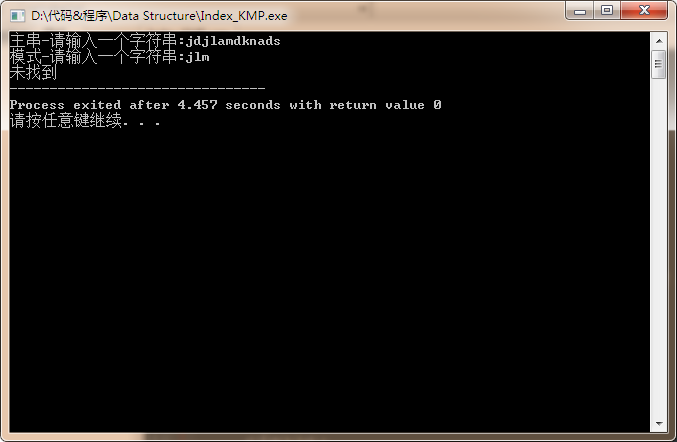 D:\代码&程序\Data Structure\Index_KMP.exe
主串-请输入一个字符串:jdjlamdknads
模式-请输入一个字符串:jlm
未找到
--------------------------------
Process exited after 4.457 seconds with return value 0
请按任意键继续. . .